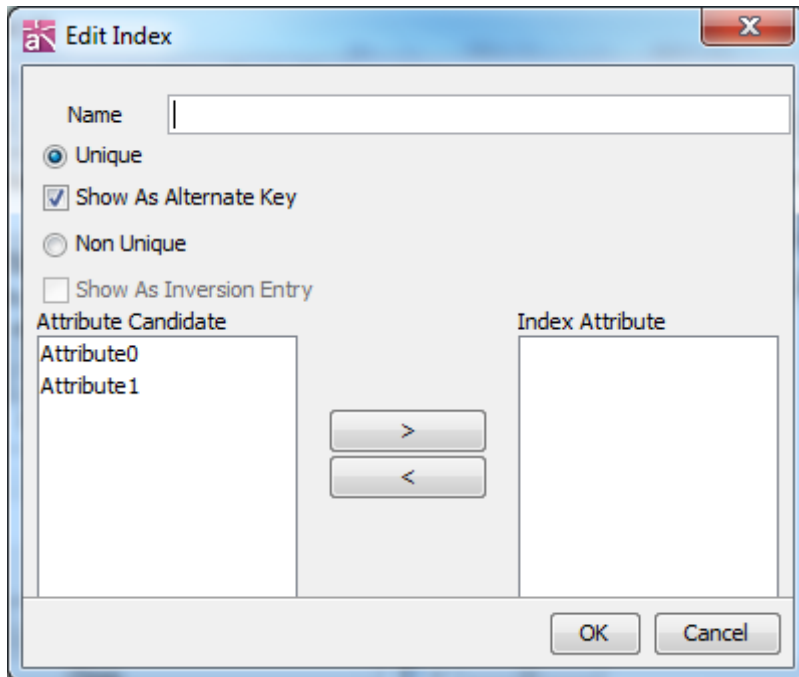 a Edit Index X
Name
Unique
Show As Alternate Key
Non Unique
Show As Inversion Entry
Attribute Candidate Index Attribute
Attribute0
Attribute1
>
<
OK Cancel